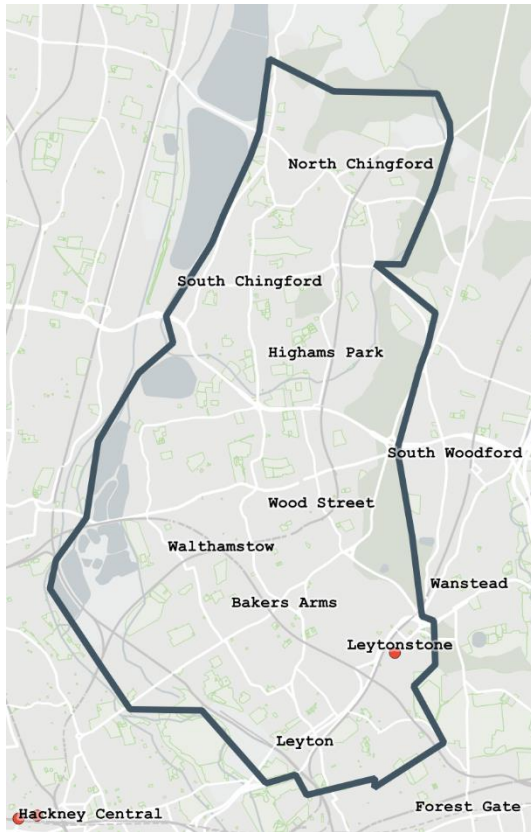 North Chingford
South Chingford
Highams Park
South Woodford
Wood Street
Walthamstow
Wanstead
Bakers Arms
Leytonstone
Leyton
Forest Gate
Hackney Central